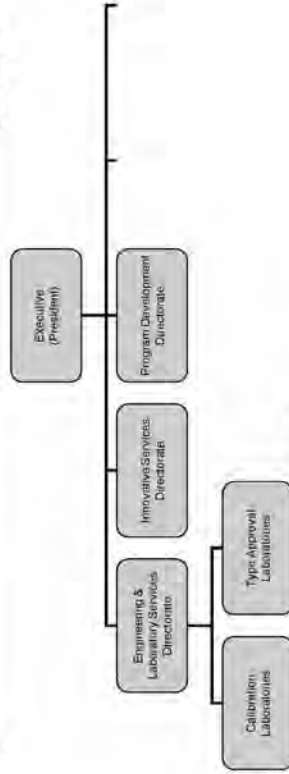 Executive
(President)
Engineering &
Laboratory Services
Directorate
Innovative Services
Directorate
Program Development
Directorate
Calibration
Laboratories
Type Approval
Laboratories